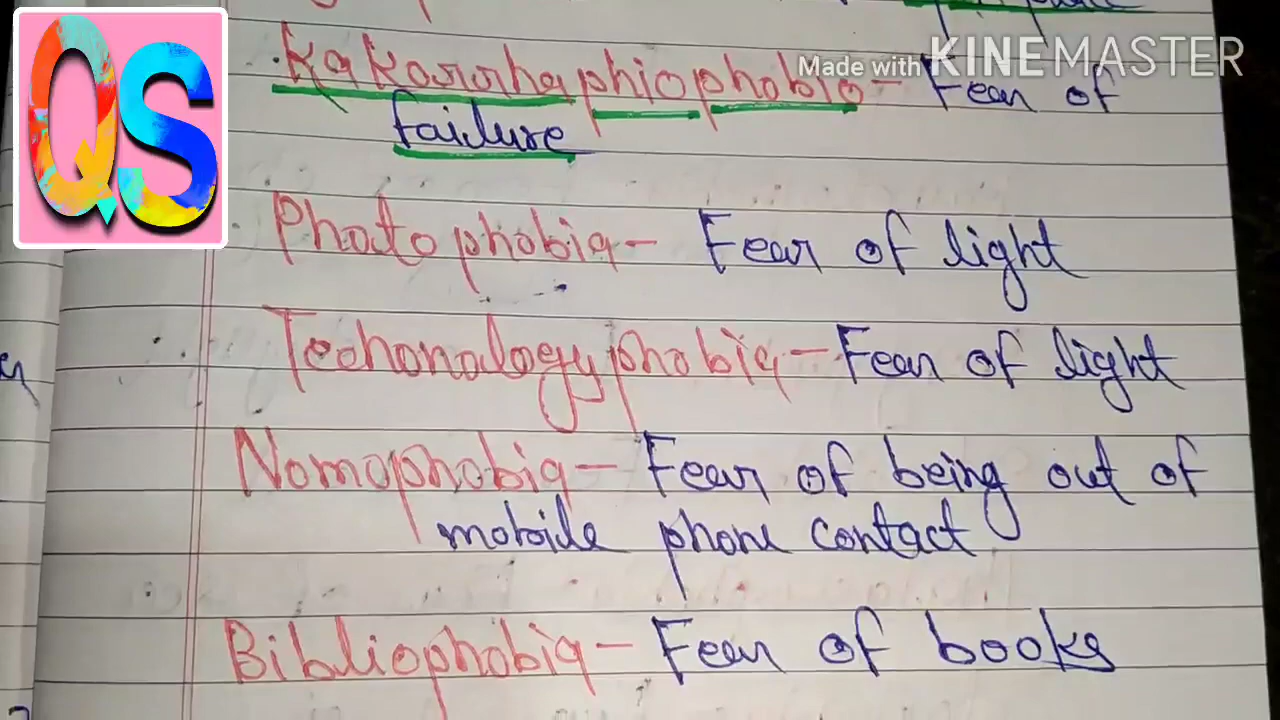 QS
Made with KINEMASTER
Kakorrhaphiophobia - Fear of
failure
Photophobia - Fear of light
Techonalogyphobia - Fear of light
Nomophobia - Fear of being out of
mobile phone contact
Bibliophobia - Fear of books